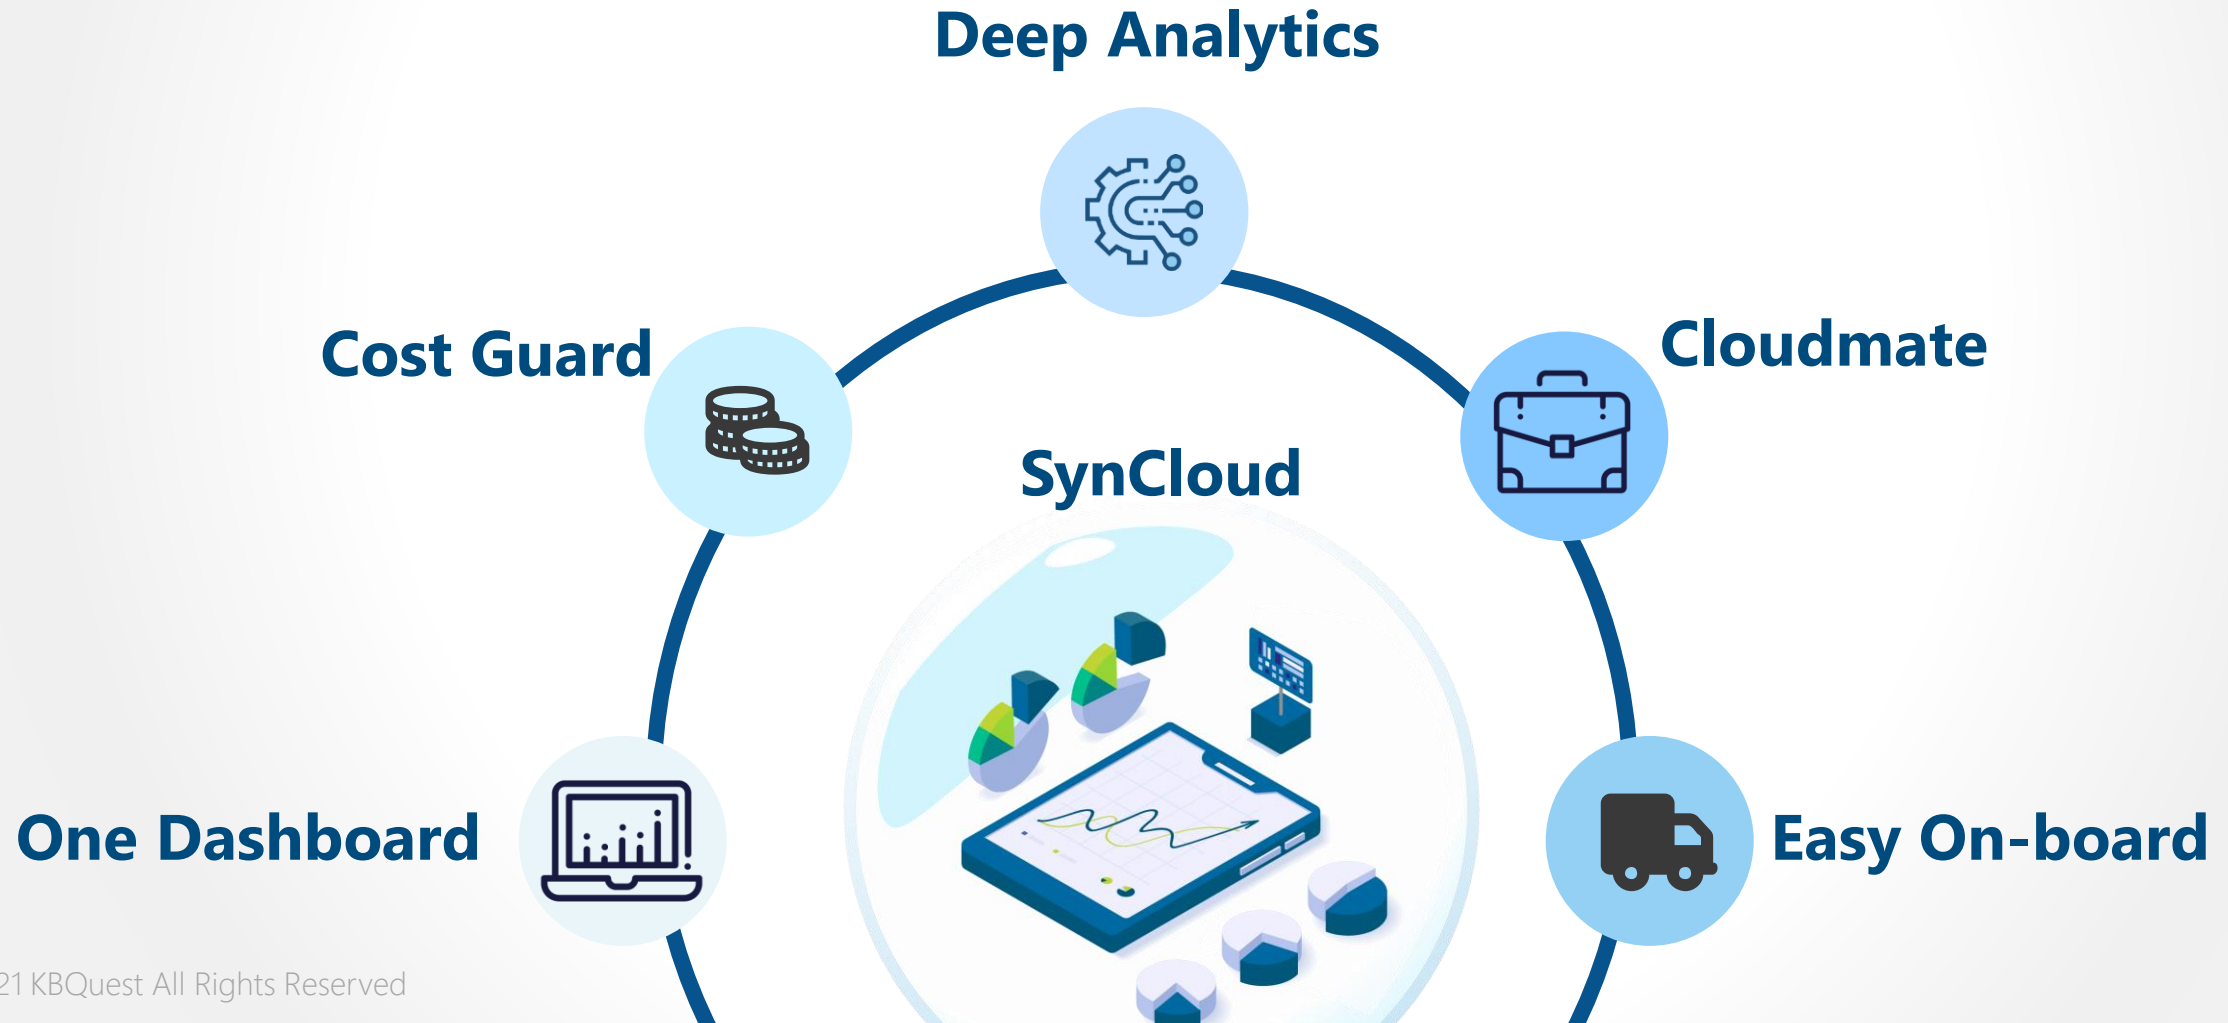 Deep Analytics
Cost Guard
Cloudmate
SynCloud
One Dashboard
Easy On-board
21 KBQuest All Rights Reserved